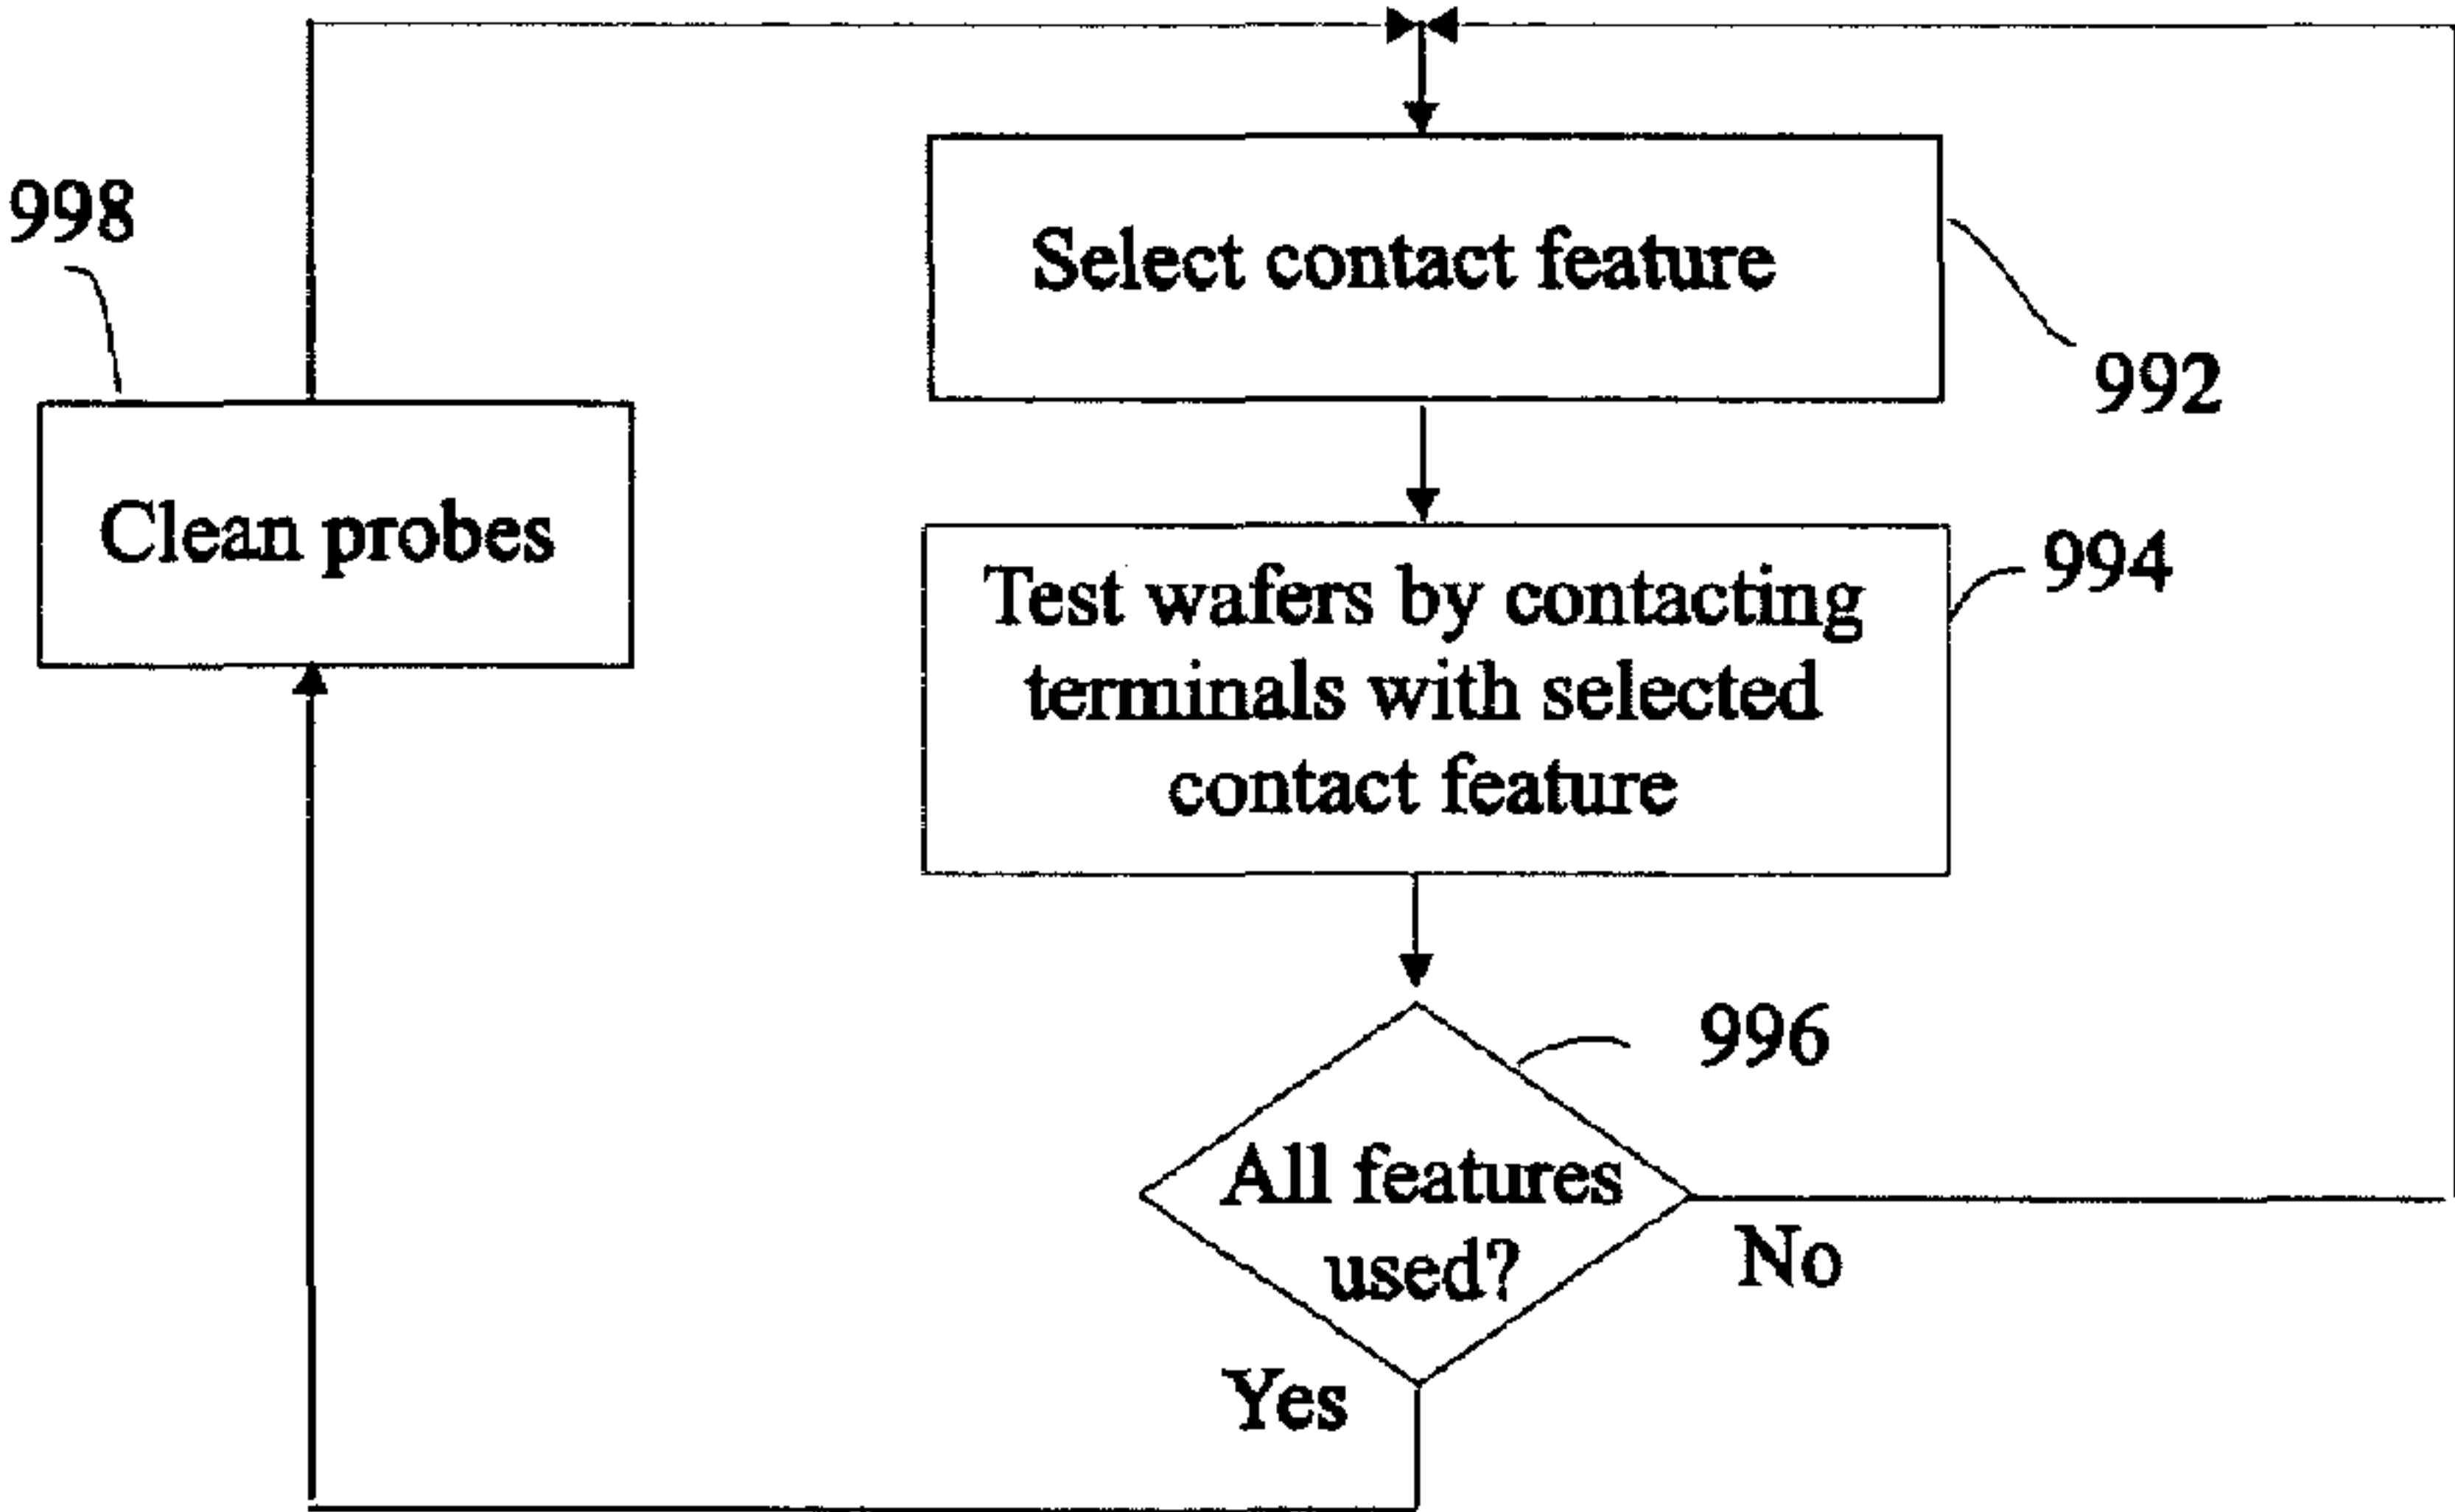 998
Select contact feature
992
Clean probes
Test wafers by contacting
terminals with selected
contact feature
994
996
All features
used?
No
Yes